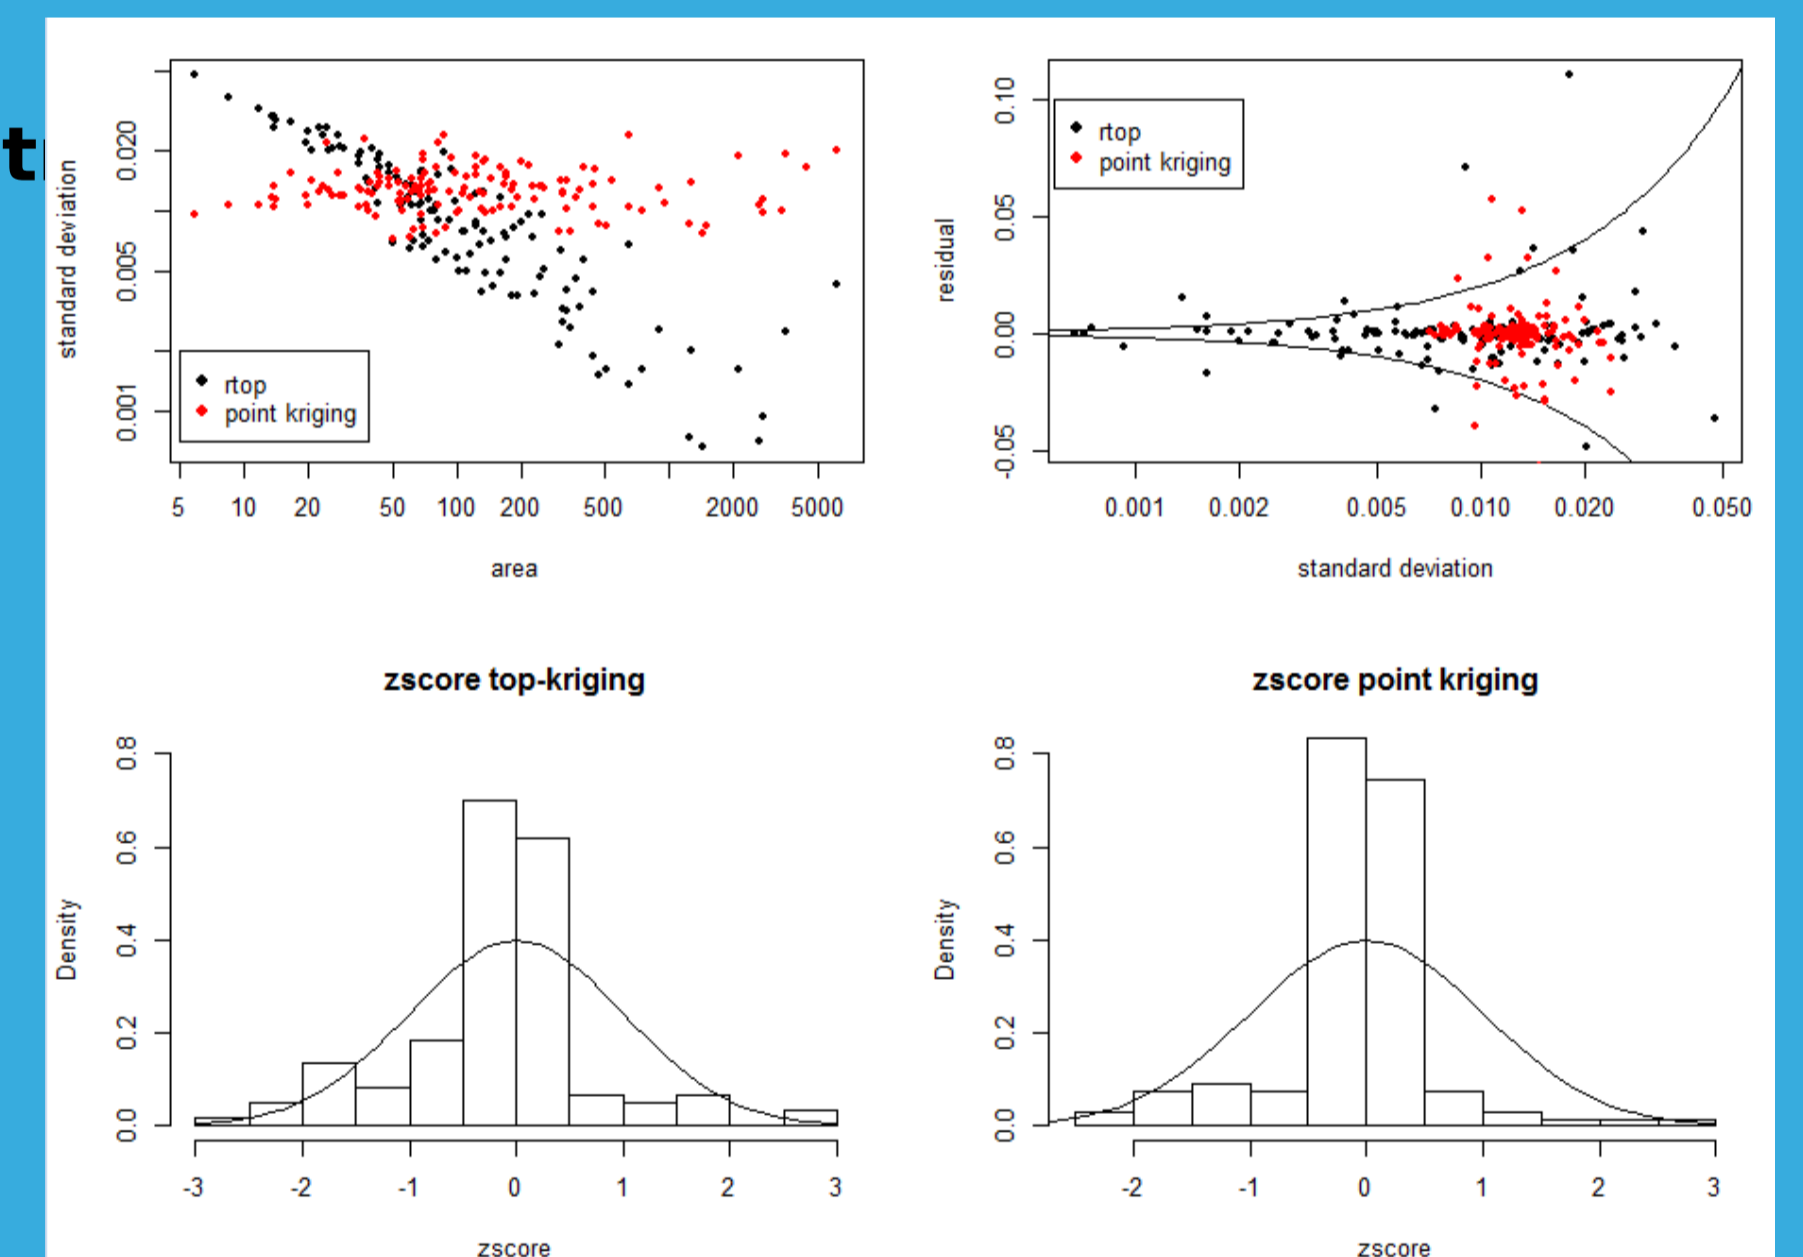 t
standard deviation
0.020
0.005
0.001
rtop
point kriging
5 10 20 50 100 200 500 2000 5000
area
residual
0.10
0.05
0.00
-0.05
rtop
point kriging
0.001 0.002 0.005 0.010 0.020 0.050
standard deviation
zscore top-kriging
Density
0.8
0.6
0.4
0.2
0.0
-3 -2 -1 0 1 2 3
zscore
zscore point kriging
Density
0.8
0.6
0.4
0.2
0.0
-2 -1 0 1 2 3
zscore